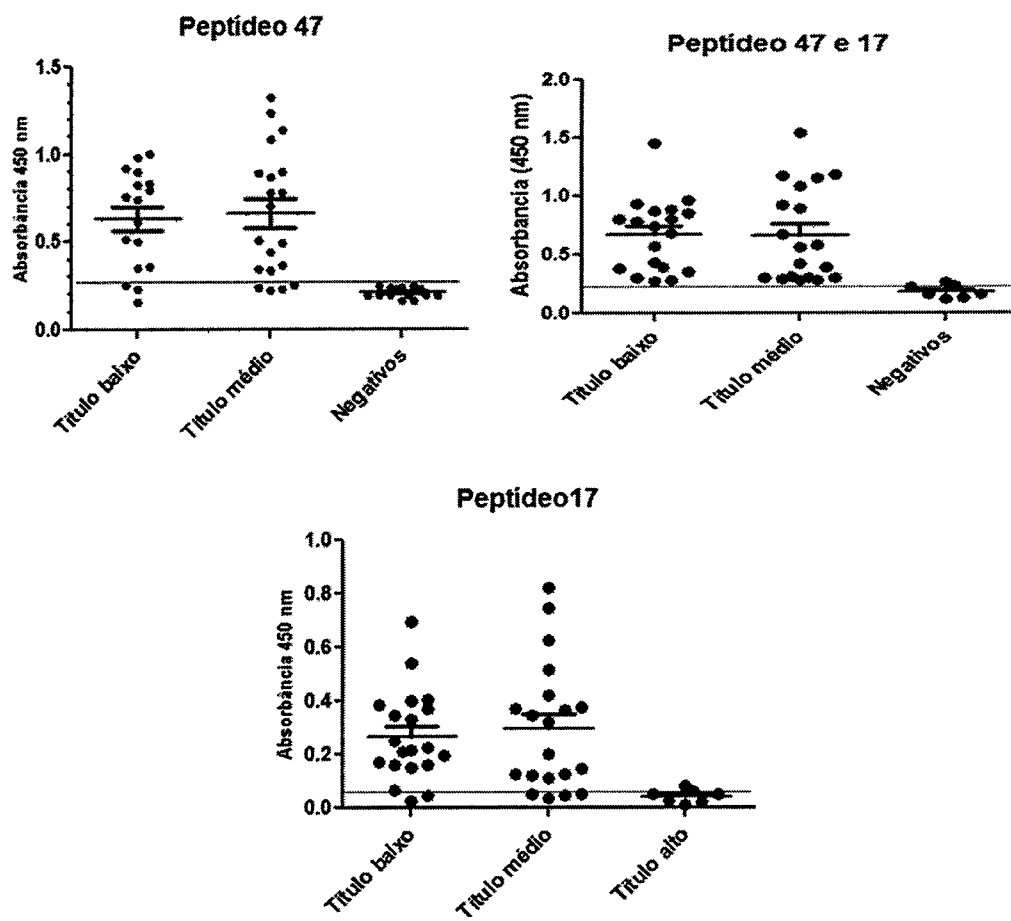 Peptídeo 47
Absorbância 450 nm
1.5
1.0
0.5
0.0
Título baixo
Título médio
Negativos
Peptídeo 47 e 17
Absorbancia (450 nm)
2.0
1.5
1.0
0.5
0.0
Título baixo
Título médio
Negativos
Peptídeo17
Absorbância 450 nm
1.0
0.8
0.6
0.4
0.2
0.0
Título baixo
Título médio
Título alto